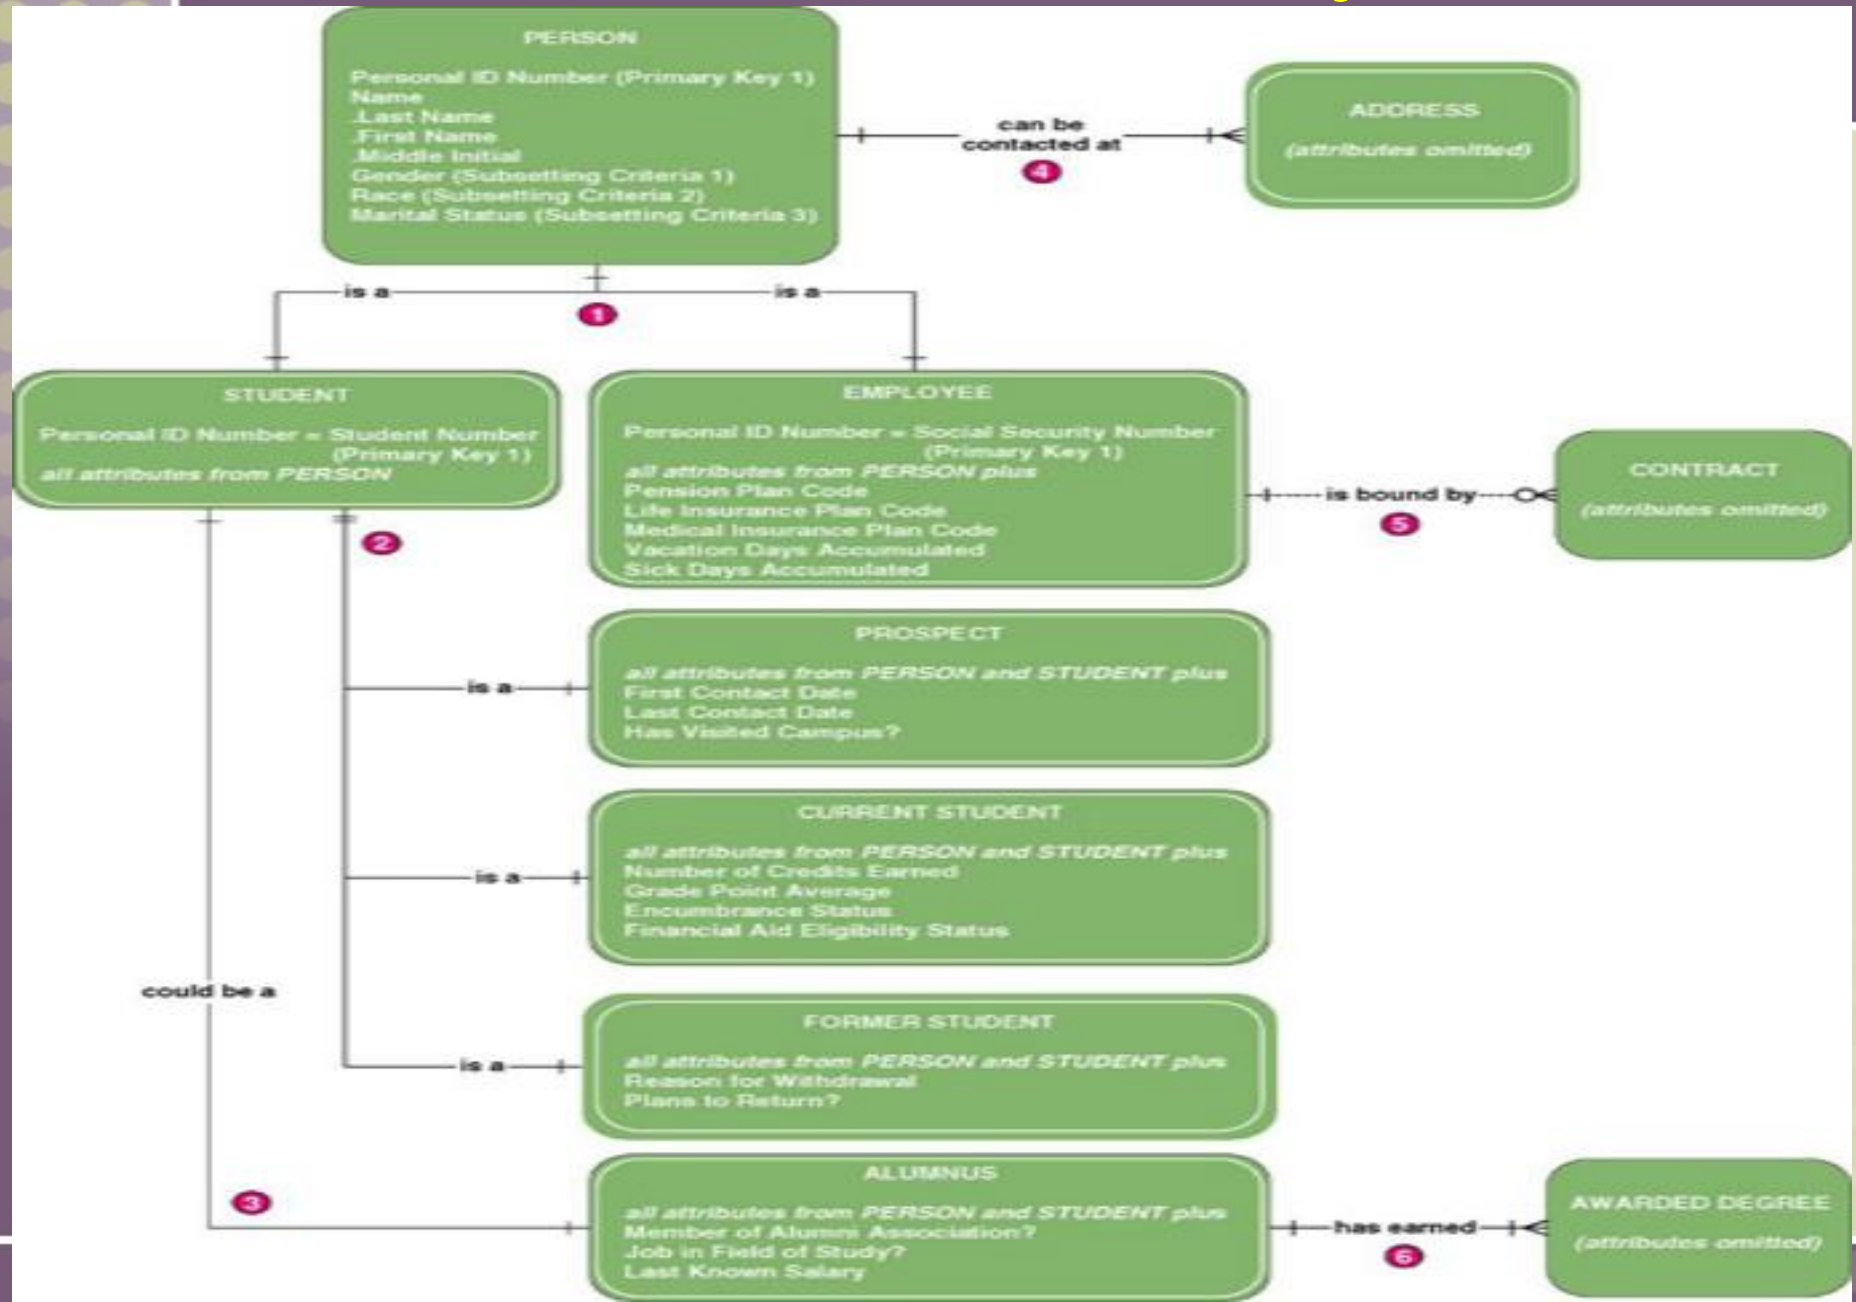 PERSON
Personal ID Number (Primary Key 1)
Name
.Last Name
.First Name
.Middle Initial
Gender (Subsetting Criteria 1)
Race (Subsetting Criteria 2)
Marital Status (Subsetting Criteria 3)
can be
contacted at
4
ADDRESS
(attributes omitted)
is a
is a
1
STUDENT
Personal ID Number = Student Number
(Primary Key 1)
all attributes from PERSON
2
EMPLOYEE
Personal ID Number = Social Security Number
(Primary Key 1)
all attributes from PERSON plus
Pension Plan Code
Life Insurance Plan Code
Medical Insurance Plan Code
Vacation Days Accumulated
Sick Days Accumulated
is bound by
5
CONTRACT
(attributes omitted)
is a
PROSPECT
all attributes from PERSON and STUDENT plus
First Contact Date
Last Contact Date
Has Visited Campus?
is a
CURRENT STUDENT
all attributes from PERSON and STUDENT plus
Number of Credits Earned
Grade Point Average
Encumbrance Status
Financial Aid Eligibility Status
could be a
is a
FORMER STUDENT
all attributes from PERSON and STUDENT plus
Reason for Withdrawal
Plans to Return?
3
ALUMNUS
all attributes from PERSON and STUDENT plus
Member of Alumni Association?
Job in Field of Study?
Last Known Salary
has earned
6
AWARDED DEGREE
(attributes omitted)